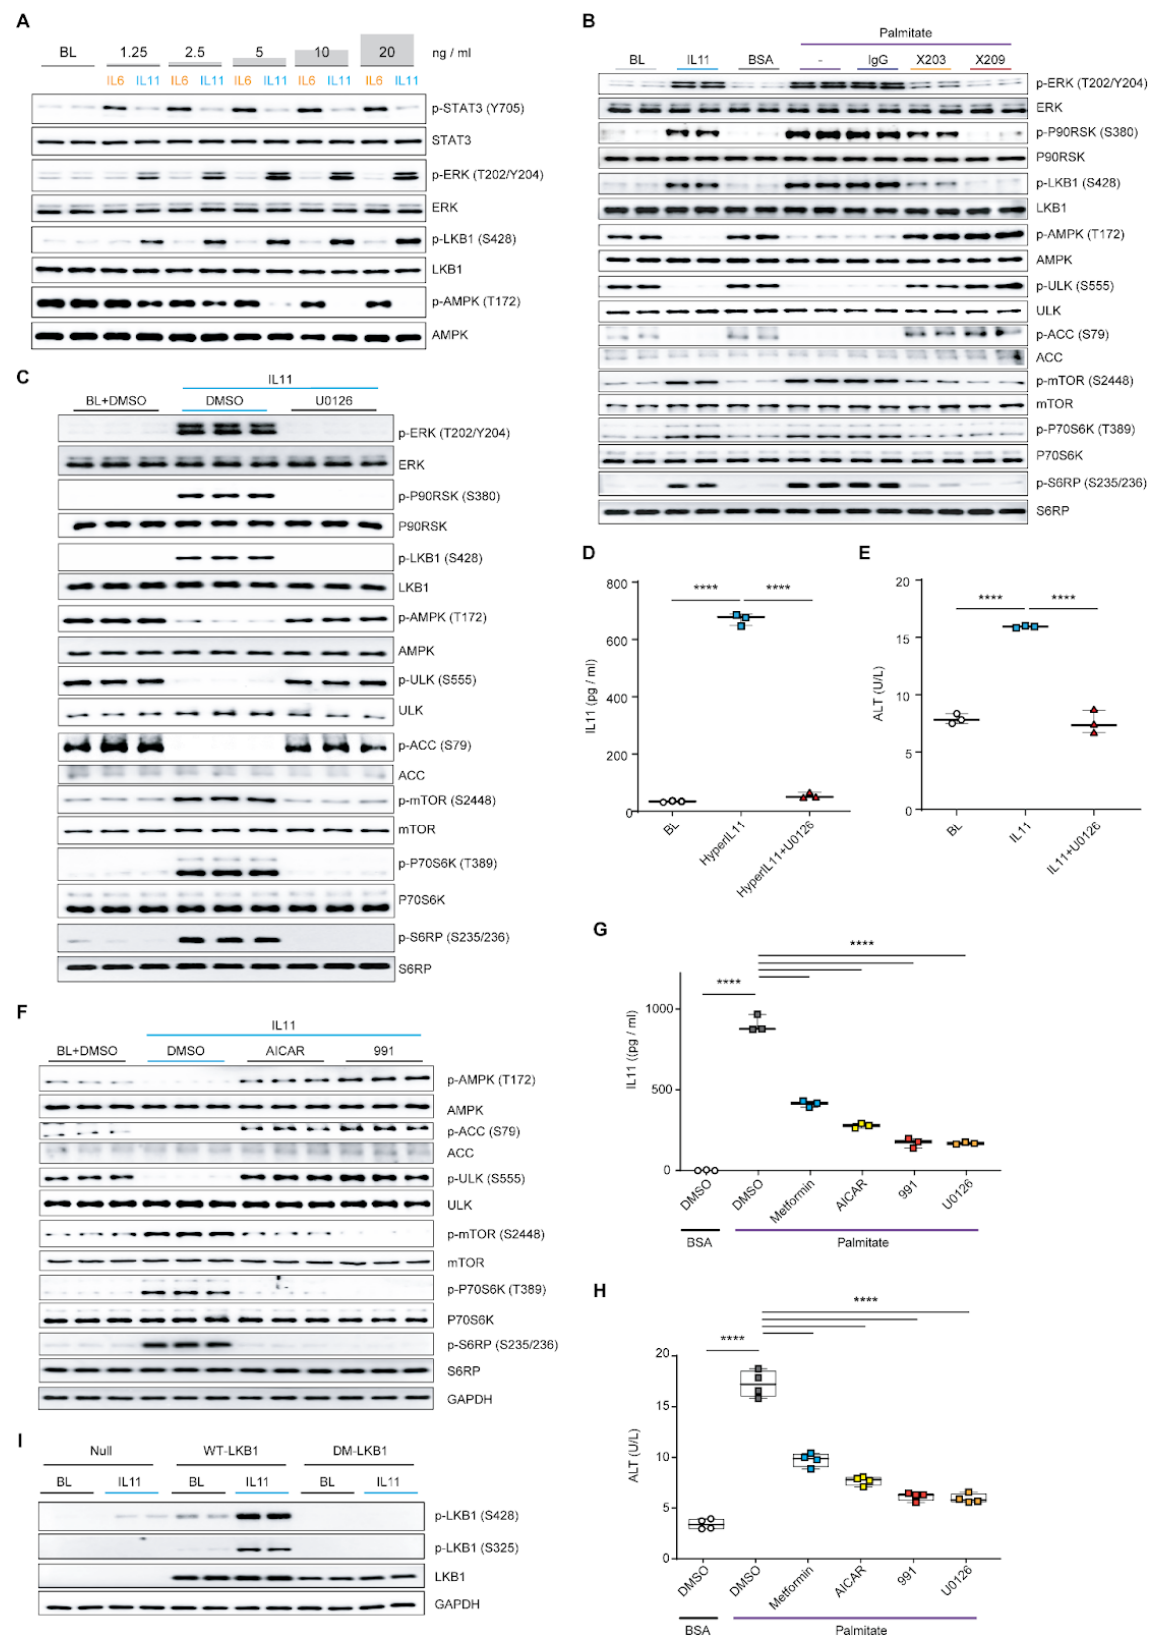 A
BL 1.25 2.5 5 10 20 ng / ml
IL6 IL11 IL6 IL11 IL6 IL11 IL6 IL11 IL6 IL11
p-STAT3 (Y705)
STAT3
p-ERK (T202/Y204)
ERK
p-LKB1 (S428)
LKB1
p-AMPK (T172)
AMPK
B
Palmitate
BL IL11 BSA - IgG X203 X209
p-ERK (T202/Y204)
ERK
p-P90RSK (S380)
P90RSK
p-LKB1 (S428)
LKB1
p-AMPK (T172)
AMPK
p-ULK (S555)
ULK
p-ACC (S79)
ACC
p-mTOR (S2448)
mTOR
p-P70S6K (T389)
P70S6K
p-S6RP (S235/236)
S6RP
C
IL11
BL+DMSO DMSO U0126
p-ERK (T202/Y204)
ERK
p-P90RSK (S380)
P90RSK
p-LKB1 (S428)
LKB1
p-AMPK (T172)
AMPK
p-ULK (S555)
ULK
p-ACC (S79)
ACC
p-mTOR (S2448)
mTOR
p-P70S6K (T389)
P70S6K
p-S6RP (S235/236)
S6RP
D
IL11 (pg / ml)
800
600
400
200
0
**** ****
BL HyperIL11 HyperIL11+U0126
E
ALT (U/L)
20
15
10
5
0
**** ****
BL IL11 IL11+U0126
F
IL11
BL+DMSO DMSO AICAR 991
p-AMPK (T172)
AMPK
p-ACC (S79)
ACC
p-ULK (S555)
ULK
p-mTOR (S2448)
mTOR
p-P70S6K (T389)
P70S6K
p-S6RP (S235/236)
S6RP
GAPDH
G
IL11 ((pg / ml)
1000
500
0
****
****
DMSO DMSO Metformin AICAR 991 U0126
BSA Palmitate
H
ALT (U/L)
20
15
10
5
0
****
****
DMSO DMSO Metformin AICAR 991 U0126
BSA Palmitate
I
Null WT-LKB1 DM-LKB1
BL IL11 BL IL11 BL IL11
p-LKB1 (S428)
p-LKB1 (S325)
LKB1
GAPDH